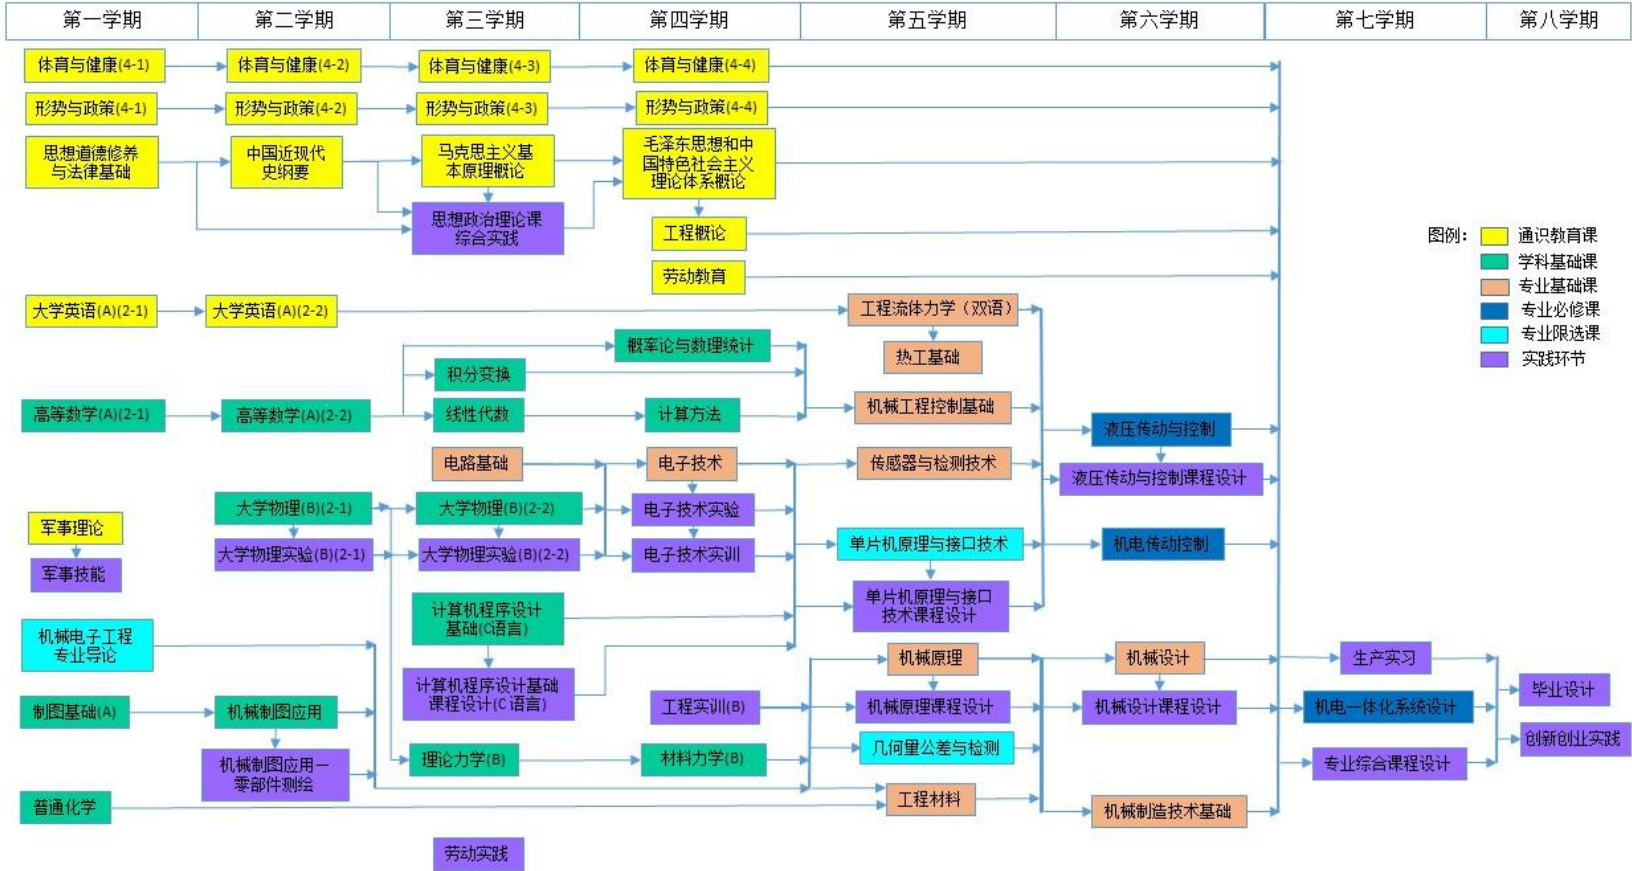 第一学期
第二学期
第三学期
第四学期
第五学期
第六学期
第七学期
第八学期
体育与健康(4-1)
体育与健康(4-2)
体育与健康(4-3)
体育与健康(4-4)
形势与政策(4-1)
形势与政策(4-2)
形势与政策(4-3)
形势与政策(4-4)
思想道德修养
与法律基础
中国近现代
史纲要
马克思主义基
本原理概论
毛泽东思想和中
国特色社会主义
理论体系概论
思想政治理论课
综合实践
工程概论
劳动教育
图例：
通识教育课
学科基础课
专业基础课
专业必修课
专业限选课
实践环节
大学英语(A)(2-1)
大学英语(A)(2-2)
工程流体力学（双语）
概率论与数理统计
热工基础
积分变换
高等数学(A)(2-1)
高等数学(A)(2-2)
线性代数
计算方法
机械工程控制基础
液压传动与控制
电路基础
电子技术
传感器与检测技术
液压传动与控制课程设计
大学物理(B)(2-1)
大学物理(B)(2-2)
电子技术实验
军事理论
大学物理实验(B)(2-1)
大学物理实验(B)(2-2)
电子技术实训
单片机原理与接口技术
机电传动控制
军事技能
计算机程序设计
基础(C语言)
单片机原理与接口
技术课程设计
机械电子工程
专业导论
机械原理
机械设计
生产实习
计算机程序设计基础
课程设计(C语言)
毕业设计
制图基础(A)
机械制图应用
工程实训(B)
机械原理课程设计
机械设计课程设计
机电一体化系统设计
创新创业实践
机械制图应用—
零部件测绘
理论力学(B)
材料力学(B)
几何量公差与检测
专业综合课程设计
普通化学
工程材料
机械制造技术基础
劳动实践